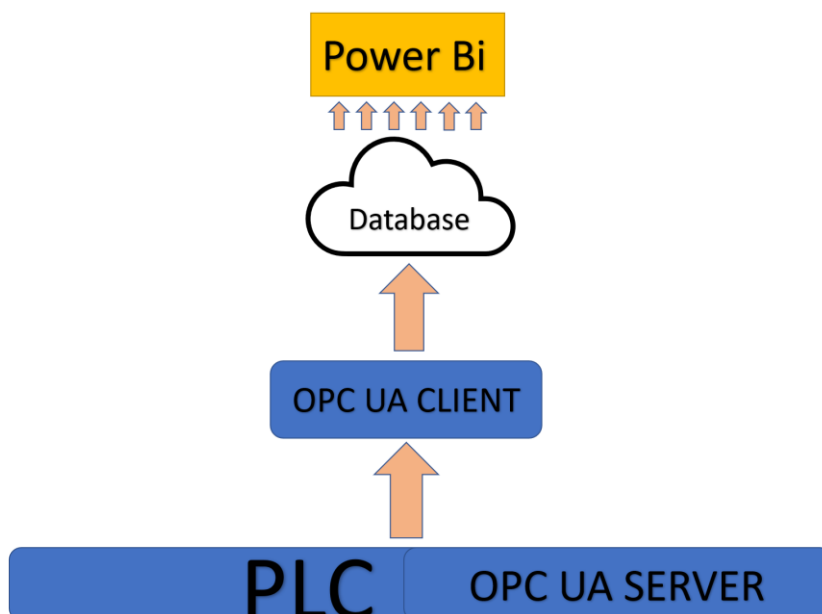 Power Bi
Database
OPC UA CLIENT
PLC
OPC UA SERVER